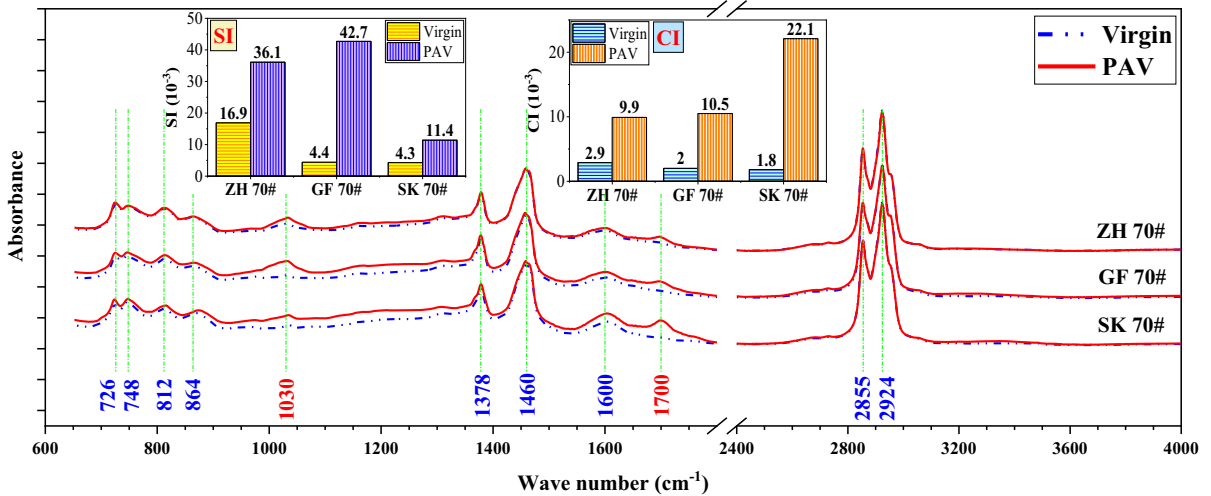 SI
Virgin
PAV
SI (10⁻³)
50
40
30
20
10
0
16.9
36.1
4.4
42.7
4.3
11.4
ZH 70#
GF 70#
SK 70#
CI
Virgin
PAV
CI (10⁻³)
20
10
0
2.9
9.9
2
10.5
1.8
22.1
ZH 70#
GF 70#
SK 70#
Virgin
PAV
Absorbance
ZH 70#
GF 70#
SK 70#
726
748
812
864
1030
1378
1460
1600
1700
2855
2924
600 800 1000 1200 1400 1600 2400 2800 3200 3600 4000
Wave number (cm⁻¹)